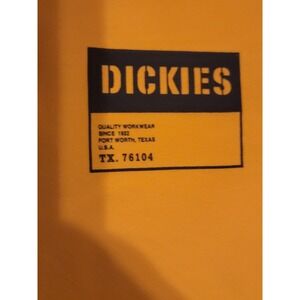 DICKIES
QUALITY WORKWEAR
SINCE 1922
FORT WORTH, TEXAS
U.S.A.
TX. 76104